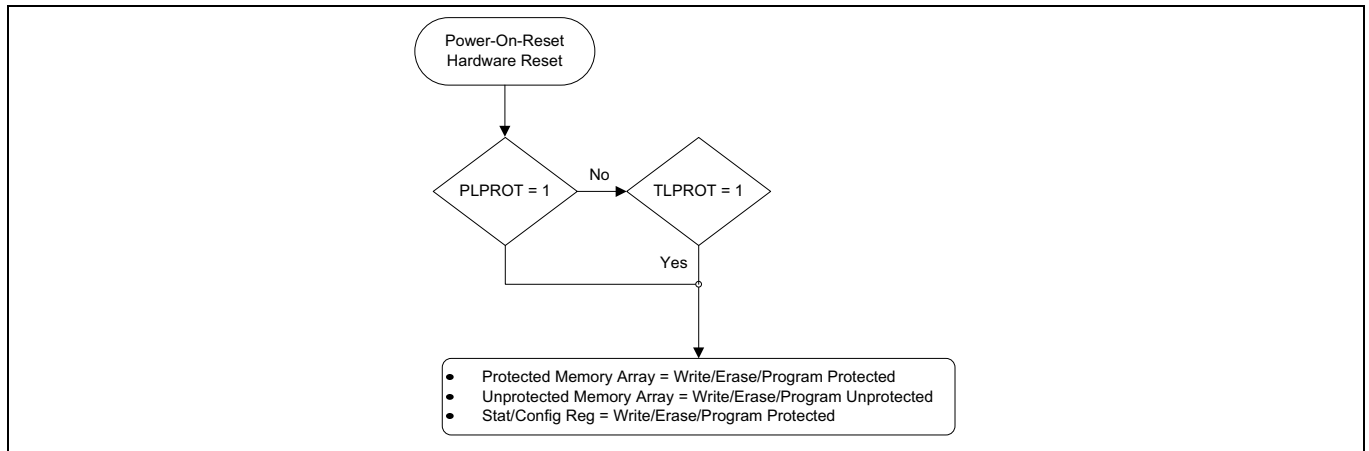 Power-On-Reset
Hardware Reset
PLPROT = 1
No
TLPROT = 1
Yes
• Protected Memory Array = Write/Erase/Program Protected
• Unprotected Memory Array = Write/Erase/Program Unprotected
• Stat/Config Reg = Write/Erase/Program Protected